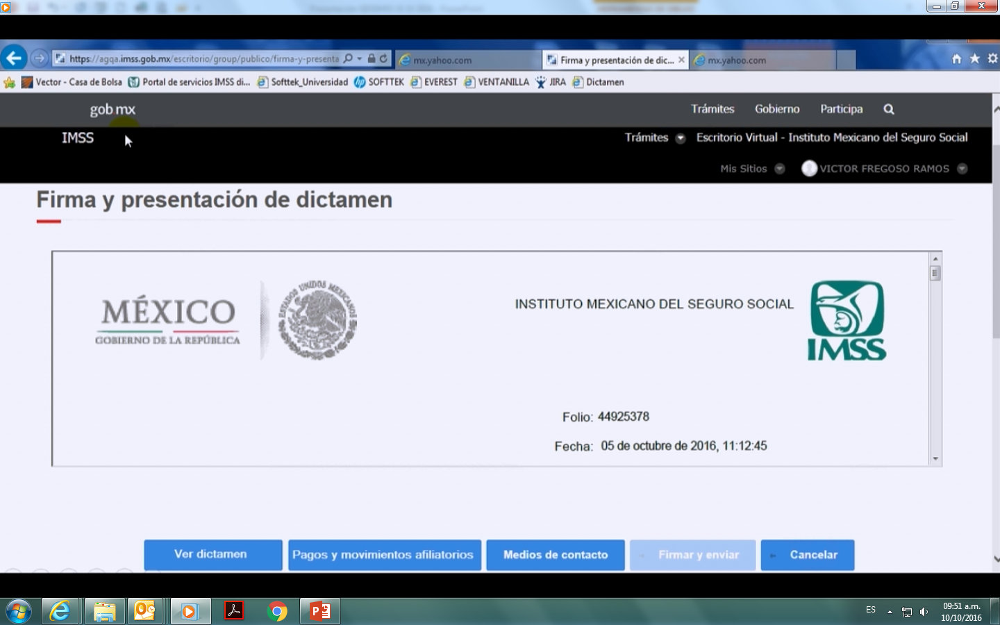 https://agqa.imss.gob.mx/escritorio/group/publico/firma-y-presenta
mx.yahoo.com
Firma y presentación de dic...
mx.yahoo.com
Vector - Casa de Bolsa
Portal de servicios IMSS di...
Softtek_Universidad
SOFTTEK
EVEREST
VENTANILLA
JIRA
Dictamen
gob mx
Trámites
Gobierno
Participa
IMSS
Trámites
Escritorio Virtual - Instituto Mexicano del Seguro Social
Mis Sitios
VICTOR FREGOSO RAMOS
Firma y presentación de dictamen
MÉXICO
GOBIERNO DE LA REPÚBLICA
ESTADOS UNIDOS MEXICANOS
INSTITUTO MEXICANO DEL SEGURO SOCIAL
IMSS
Folio: 44925378
Fecha: 05 de octubre de 2016, 11:12:45
Ver dictamen
Pagos y movimientos afiliatorios
Medios de contacto
Firmar y enviar
Cancelar
ES
09:51 a.m.
10/10/2016